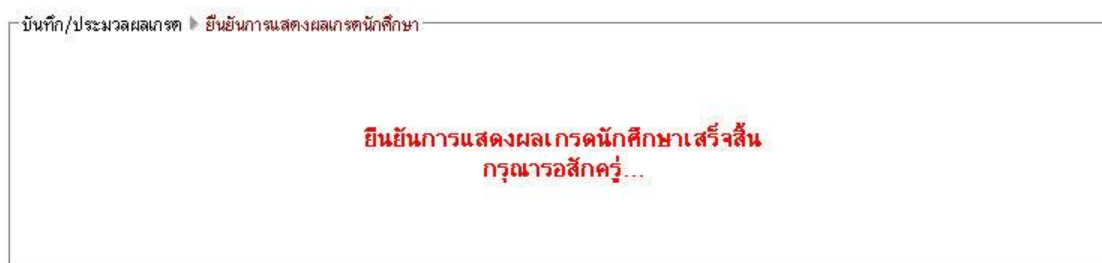 บันทึก/ประมวลผลเกรด ▶ ยืนยันการแสดงผลเกรดนักศึกษา
ยืนยันการแสดงผลเกรดนักศึกษาเสร็จสิ้น
กรุณารอสักครู่...